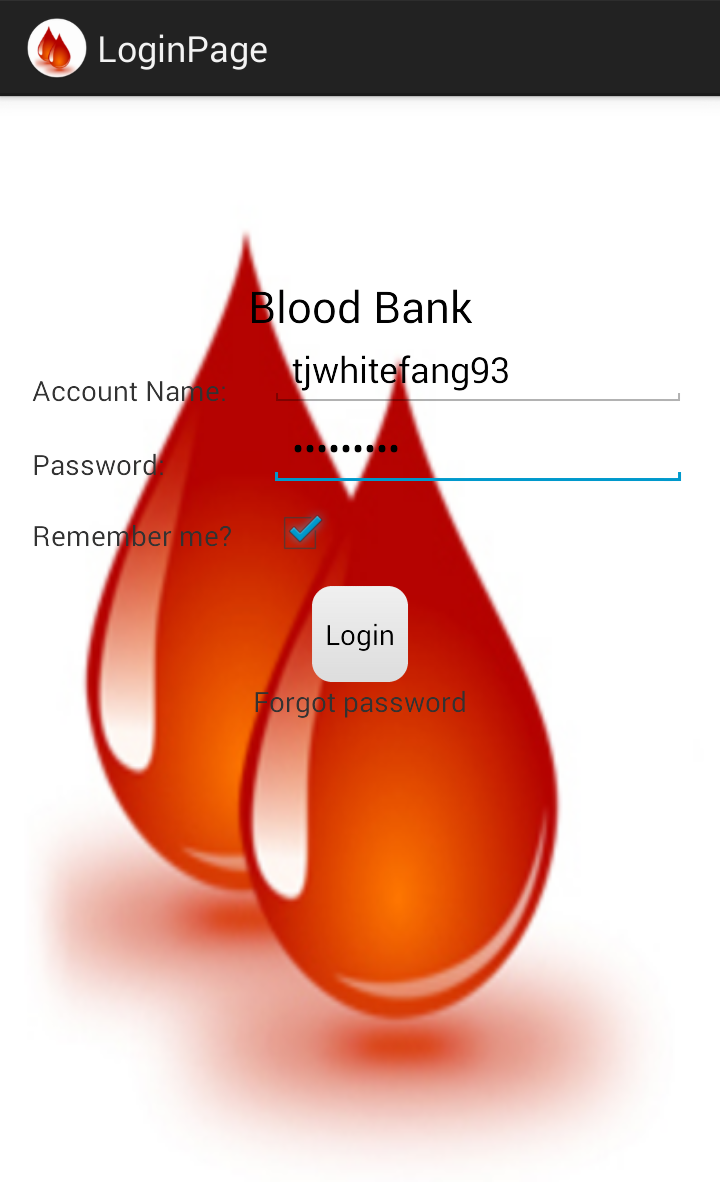 LoginPage
Blood Bank
Account Name: tjwhitefang93
Password: •••••••••
Remember me?
Login
Forgot password